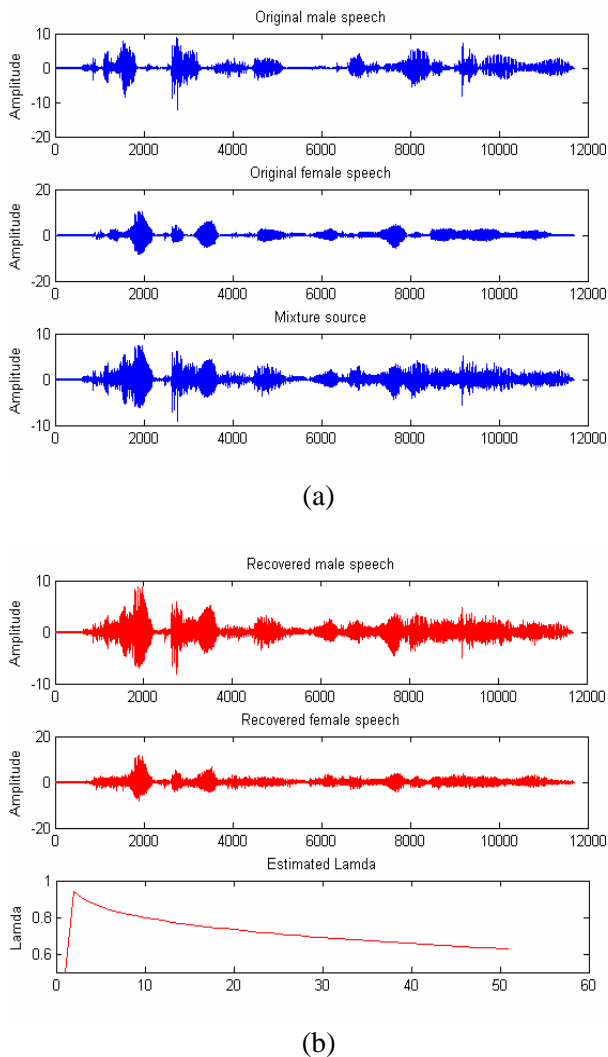 Original male speech
10
0
-10
-20
Amplitude
0 2000 4000 6000 8000 10000 12000
Original female speech
20
0
-20
Amplitude
0 2000 4000 6000 8000 10000 12000
Mixture source
10
0
-10
Amplitude
0 2000 4000 6000 8000 10000 12000
(a)
Recovered male speech
10
0
-10
Amplitude
0 2000 4000 6000 8000 10000 12000
Recovered female speech
20
0
-20
Amplitude
0 2000 4000 6000 8000 10000 12000
Estimated Lamda
1
0.8
0.6
Lamda
0 10 20 30 40 50 60
(b)